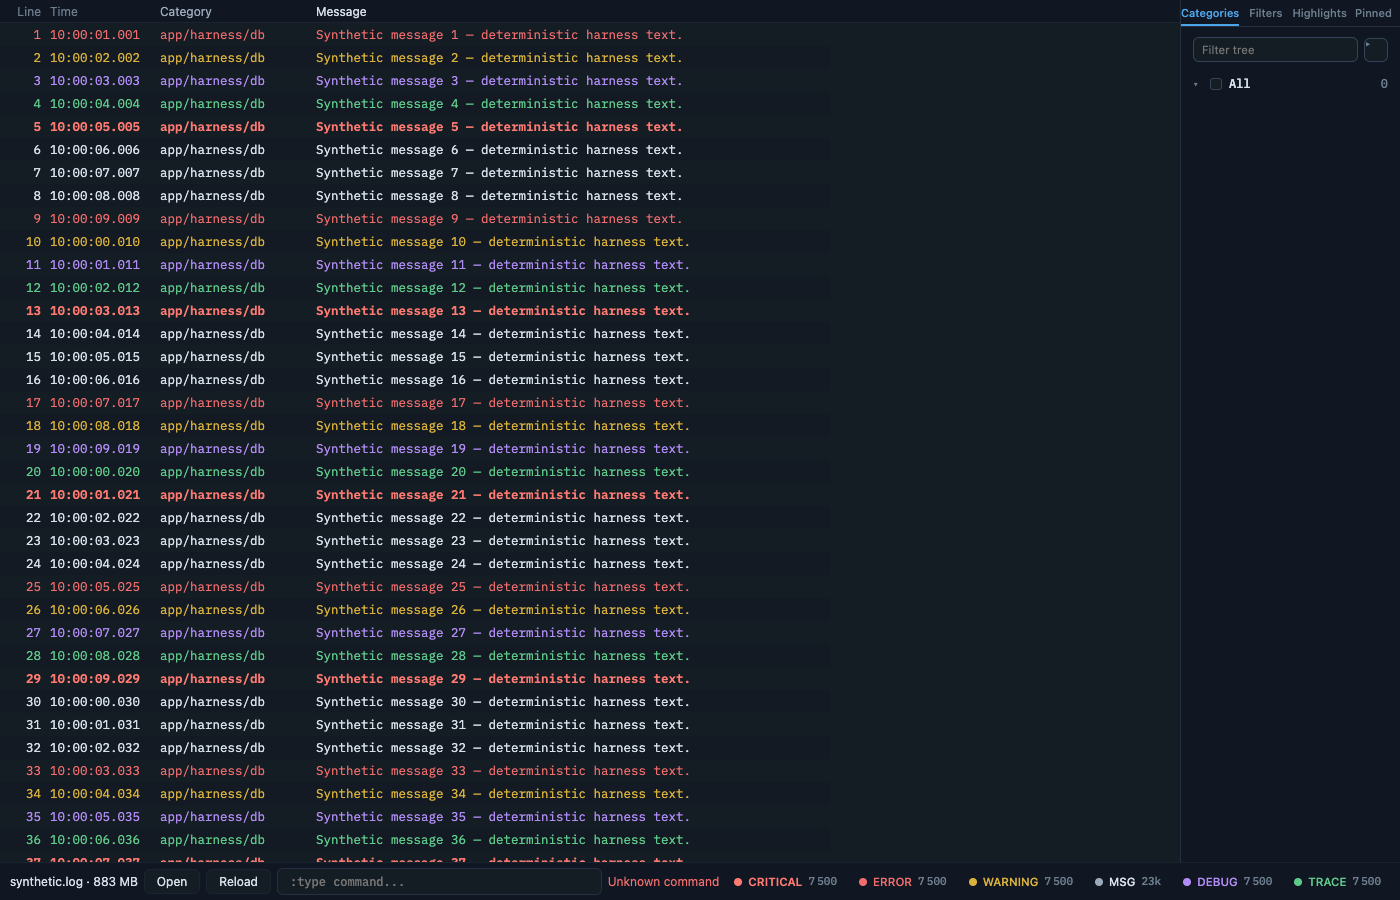 Line Time Category Message
1 10:00:01.001 app/harness/db Synthetic message 1 — deterministic harness text.
2 10:00:02.002 app/harness/db Synthetic message 2 — deterministic harness text.
3 10:00:03.003 app/harness/db Synthetic message 3 — deterministic harness text.
4 10:00:04.004 app/harness/db Synthetic message 4 — deterministic harness text.
5 10:00:05.005 app/harness/db Synthetic message 5 — deterministic harness text.
6 10:00:06.006 app/harness/db Synthetic message 6 — deterministic harness text.
7 10:00:07.007 app/harness/db Synthetic message 7 — deterministic harness text.
8 10:00:08.008 app/harness/db Synthetic message 8 — deterministic harness text.
9 10:00:09.009 app/harness/db Synthetic message 9 — deterministic harness text.
10 10:00:00.010 app/harness/db Synthetic message 10 — deterministic harness text.
11 10:00:01.011 app/harness/db Synthetic message 11 — deterministic harness text.
12 10:00:02.012 app/harness/db Synthetic message 12 — deterministic harness text.
13 10:00:03.013 app/harness/db Synthetic message 13 — deterministic harness text.
14 10:00:04.014 app/harness/db Synthetic message 14 — deterministic harness text.
15 10:00:05.015 app/harness/db Synthetic message 15 — deterministic harness text.
16 10:00:06.016 app/harness/db Synthetic message 16 — deterministic harness text.
17 10:00:07.017 app/harness/db Synthetic message 17 — deterministic harness text.
18 10:00:08.018 app/harness/db Synthetic message 18 — deterministic harness text.
19 10:00:09.019 app/harness/db Synthetic message 19 — deterministic harness text.
20 10:00:00.020 app/harness/db Synthetic message 20 — deterministic harness text.
21 10:00:01.021 app/harness/db Synthetic message 21 — deterministic harness text.
22 10:00:02.022 app/harness/db Synthetic message 22 — deterministic harness text.
23 10:00:03.023 app/harness/db Synthetic message 23 — deterministic harness text.
24 10:00:04.024 app/harness/db Synthetic message 24 — deterministic harness text.
25 10:00:05.025 app/harness/db Synthetic message 25 — deterministic harness text.
26 10:00:06.026 app/harness/db Synthetic message 26 — deterministic harness text.
27 10:00:07.027 app/harness/db Synthetic message 27 — deterministic harness text.
28 10:00:08.028 app/harness/db Synthetic message 28 — deterministic harness text.
29 10:00:09.029 app/harness/db Synthetic message 29 — deterministic harness text.
30 10:00:00.030 app/harness/db Synthetic message 30 — deterministic harness text.
31 10:00:01.031 app/harness/db Synthetic message 31 — deterministic harness text.
32 10:00:02.032 app/harness/db Synthetic message 32 — deterministic harness text.
33 10:00:03.033 app/harness/db Synthetic message 33 — deterministic harness text.
34 10:00:04.034 app/harness/db Synthetic message 34 — deterministic harness text.
35 10:00:05.035 app/harness/db Synthetic message 35 — deterministic harness text.
36 10:00:06.036 app/harness/db Synthetic message 36 — deterministic harness text.
37 10:00:07.037 app/harness/db Synthetic message 37 — deterministic harness text.
Categories Filters Highlights Pinned
Filter tree
All 0
synthetic.log · 883 MB Open Reload :type command... Unknown command CRITICAL 7 500 ERROR 7 500 WARNING 7 500 MSG 23k DEBUG 7 500 TRACE 7 500